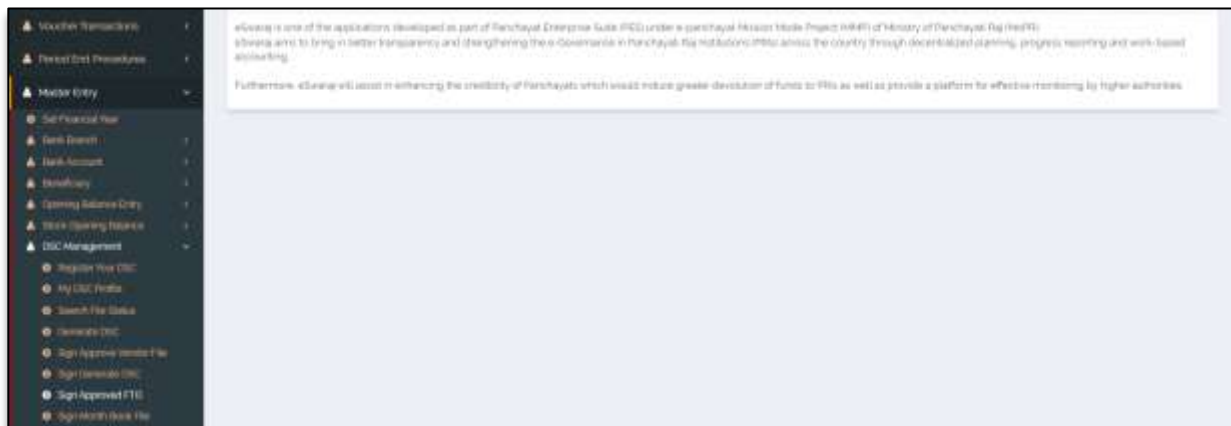 Voucher Transactions
Period End Procedures
Master Entry
Set Financial Year
Bank Branch
Bank Account
Beneficiary
Opening Balance Entry
Stock Opening Balance
DSC Management
Register Your DSC
My DSC Profile
Search File Status
Generate DSC
Sign Approve Vendor File
Sign Generate DSC
Sign Approved FTO
Sign Month Book File
eSwaraj is one of the applications developed as part of Panchayat Enterprise Suite (PES) under e-panchayat Mission Mode Project (MMP) of Ministry of Panchayati Raj (MoPR).
eSwaraj aims to bring in better transparency and strengthening the e-Governance in Panchayati Raj Institutions (PRIs) across the country through decentralized planning, progress reporting and work-based
accounting.
Furthermore, eSwaraj will assist in enhancing the credibility of Panchayats which would induce greater devolution of funds to PRIs as well as provide a platform for effective monitoring by higher authorities.